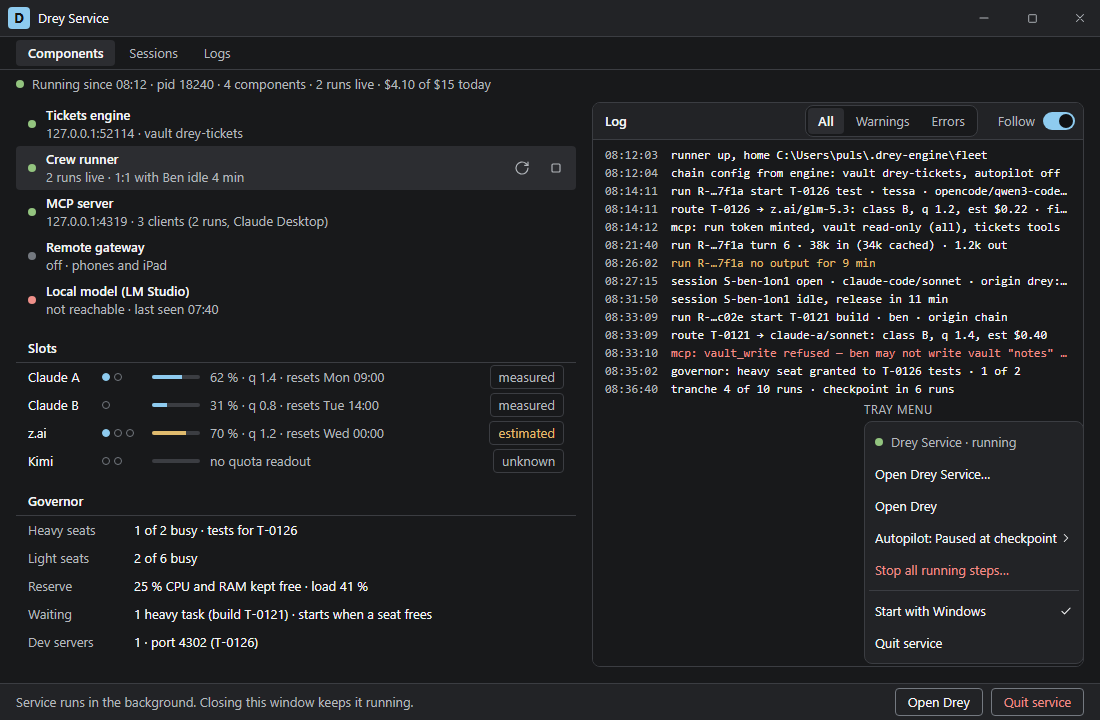 D Drey Service
Components Sessions Logs
Running since 08:12 · pid 18240 · 4 components · 2 runs live · $4.10 of $15 today
Tickets engine
127.0.0.1:52114 · vault drey-tickets
Crew runner
2 runs live · 1:1 with Ben idle 4 min
MCP server
127.0.0.1:4319 · 3 clients (2 runs, Claude Desktop)
Remote gateway
off · phones and iPad
Local model (LM Studio)
not reachable · last seen 07:40
Slots
Claude A 62 % · q 1.4 · resets Mon 09:00 measured
Claude B 31 % · q 0.8 · resets Tue 14:00 measured
z.ai 70 % · q 1.2 · resets Wed 00:00 estimated
Kimi no quota readout unknown
Governor
Heavy seats 1 of 2 busy · tests for T-0126
Light seats 2 of 6 busy
Reserve 25 % CPU and RAM kept free · load 41 %
Waiting 1 heavy task (build T-0121) · starts when a seat frees
Dev servers 1 · port 4302 (T-0126)
Log All Warnings Errors Follow
08:12:03 runner up, home C:\Users\puls\.drey-engine\fleet
08:12:04 chain config from engine: vault drey-tickets, autopilot off
08:14:11 run R-…7f1a start T-0126 test · tessa · opencode/qwen3-code…
08:14:11 route T-0126 → z.ai/glm-5.3: class B, q 1.2, est $0.22 · fi…
08:14:12 mcp: run token minted, vault read-only (all), tickets tools
08:21:40 run R-…7f1a turn 6 · 38k in (34k cached) · 1.2k out
08:26:02 run R-…7f1a no output for 9 min
08:27:15 session S-ben-1on1 open · claude-code/sonnet · origin drey:…
08:31:50 session S-ben-1on1 idle, release in 11 min
08:33:09 run R-…c02e start T-0121 build · ben · origin chain
08:33:09 route T-0121 → claude-a/sonnet: class B, q 1.4, est $0.40
08:33:10 mcp: vault_write refused — ben may not write vault "notes" …
08:35:02 governor: heavy seat granted to T-0126 tests · 1 of 2
08:36:40 tranche 4 of 10 runs · checkpoint in 6 runs
TRAY MENU
Drey Service · running
Open Drey Service…
Open Drey
Autopilot: Paused at checkpoint
Stop all running steps…
Start with Windows
Quit service
Service runs in the background. Closing this window keeps it running.
Open Drey Quit service